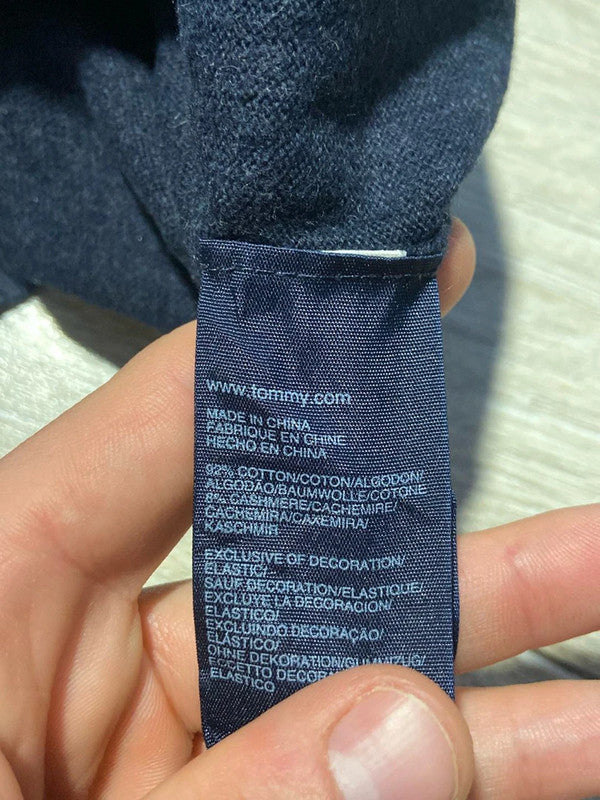 www.tommy.com
MADE IN CHINA
FABRIQUE EN CHINE
HECHO EN CHINA
92% COTTON/COTON/ALGODON/
ALGODÃO/BAUMWOLLE/COTONE
8% CASHMERE/CACHEMIRE/
CACHEMIRA/CAXEMIRA/
KASCHMIR
EXCLUSIVE OF DECORATION/
ELASTIC/
SAUF DECORATION/ELASTIQUE/
EXCLUYE LA DECORACION/
ELASTICO/
EXCLUINDO DECORAÇÃO/
ELÁSTICO/
OHNE DEKORATION/GUMMIZUG/
ECCETTO
ELASTICO